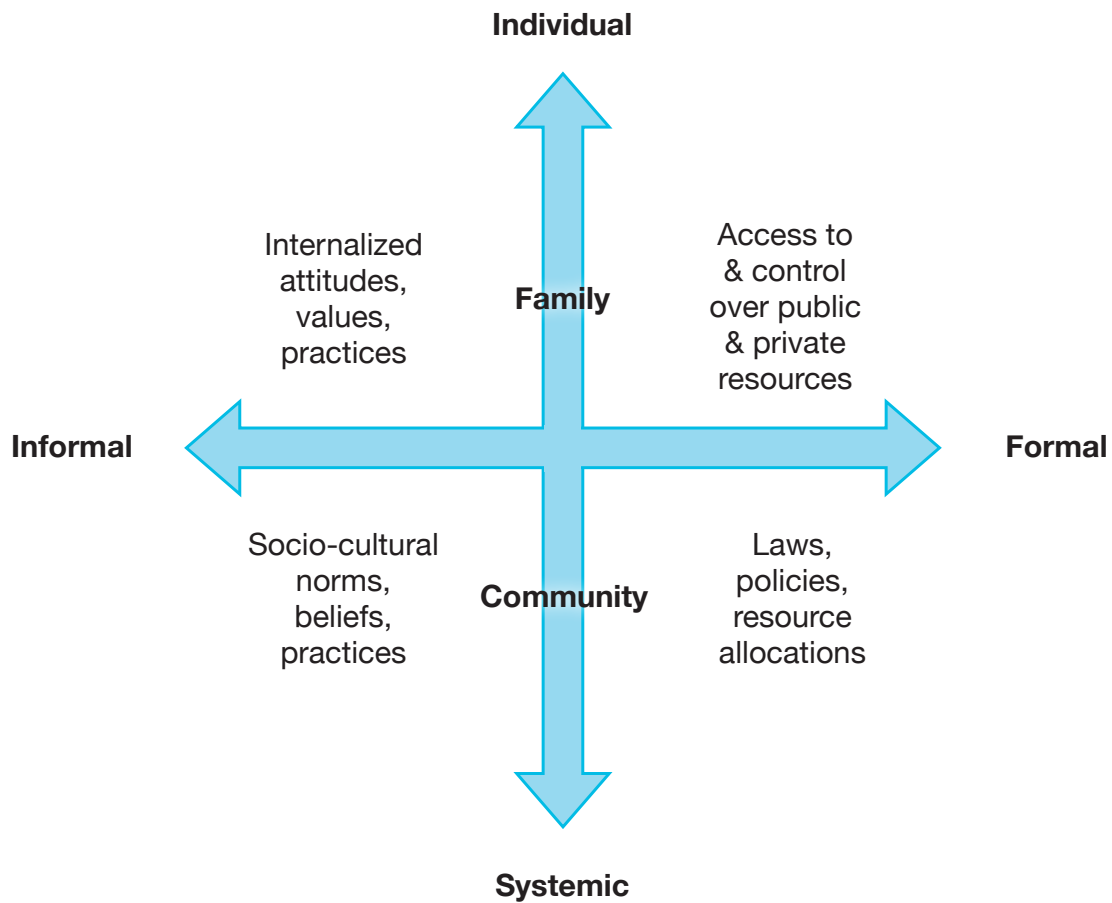 Individual
Internalized
attitudes,
values,
practices
Family
Access to
& control
over public
& private
resources
Informal
Formal
Socio-cultural
norms,
beliefs,
practices
Community
Laws,
policies,
resource
allocations
Systemic